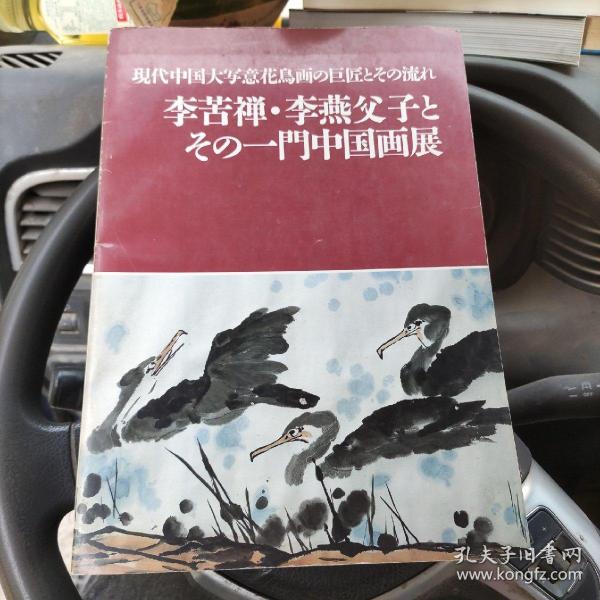 現代中国大写意花鳥画の巨匠とその流れ
李苦禅・李燕父子と
その一門中国画展
孔夫子旧书网
www.kongfz.com